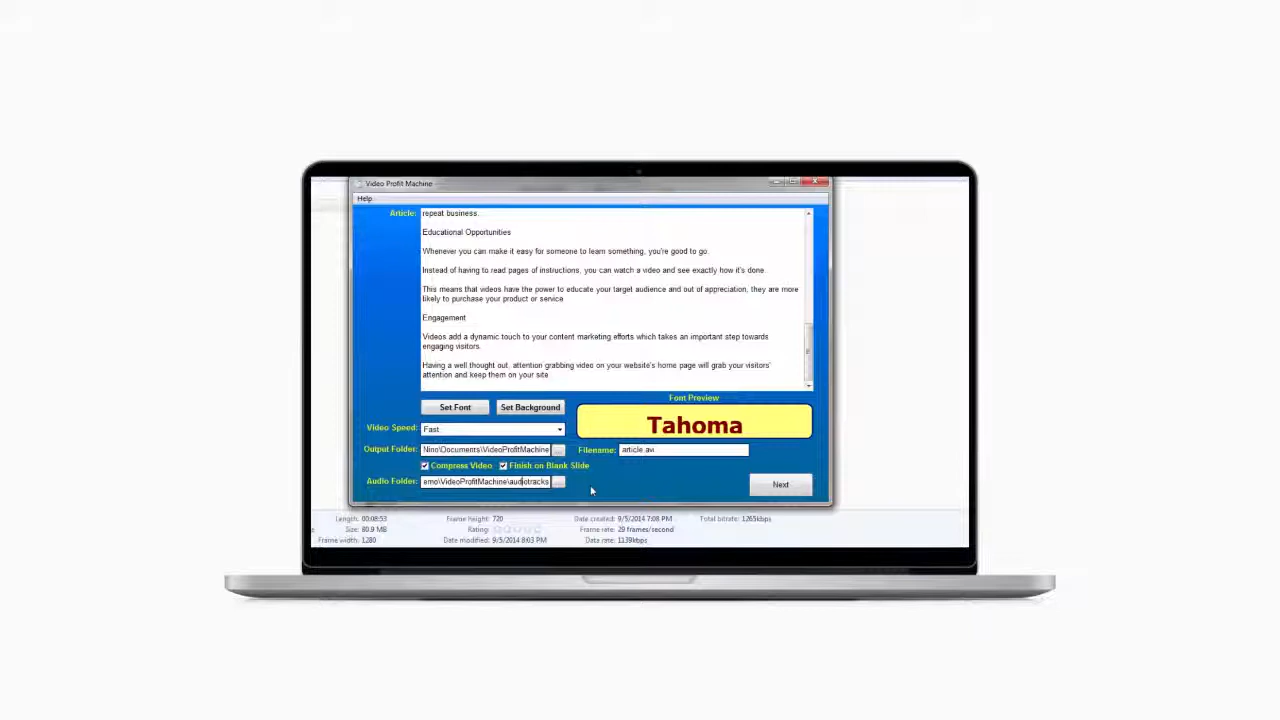 Video Profit Machine
Help
Article:
repeat business.
Educational Opportunities
Whenever you can make it easy for someone to learn something, you're good to go.
Instead of having to read pages of instructions, you can watch a video and see exactly how it's done.
This means that videos have the power to educate your target audience and out of appreciation, they are more
likely to purchase your product or service
Engagement
Videos add a dynamic touch to your content marketing efforts which takes an important step towards
engaging visitors.
Having a well thought out, attention grabbing video on your website's home page will grab your visitors'
attention and keep them on your site
Font Preview
Set Font
Set Background
Tahoma
Video Speed: Fast
Output Folder: Nino\Documents\VideoProfitMachine
Filename: article.avi
Compress Video
Finish on Blank Slide
Audio Folder: emo\VideoProfitMachine\audiotracks
Next
Length: 00:08:53 Frame height: 720 Date created: 9/5/2014 7:08 PM Total bitrate: 1265kbps
Size: 80.9 MB Rating: Frame rate: 29 frames/second
Frame width: 1280 Date modified: 9/5/2014 8:03 PM Data rate: 1139kbps